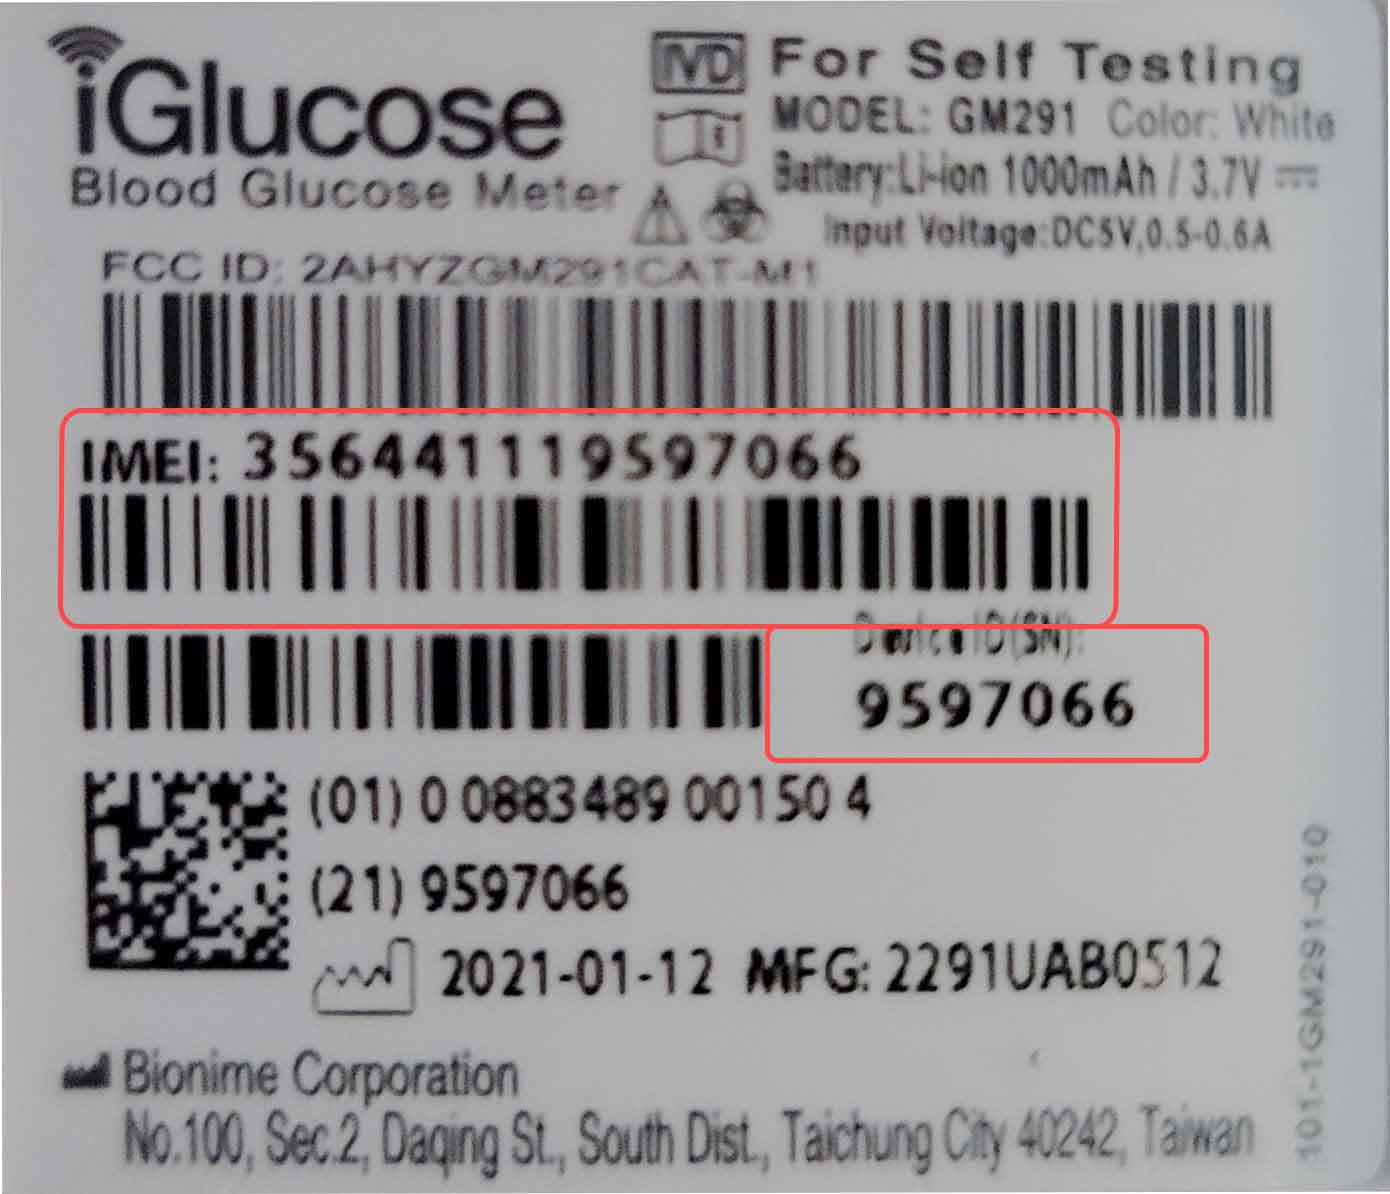 iGlucose
Blood Glucose Meter
IVD
For Self Testing
MODEL: GM291 Color: White
Battery:Li-ion 1000mAh / 3.7V
Input Voltage:DC5V,0.5-0.6A
FCC ID: 2AHYZGM291CAT-M1
IMEI: 356441119597066
Device ID(SN):
9597066
(01) 0 0883489 00150 4
(21) 9597066
2021-01-12 MFG: 2291UAB0512
Bionime Corporation
No.100, Sec.2, Daqing St., South Dist., Taichung City 40242, Taiwan
101-1GM291-010